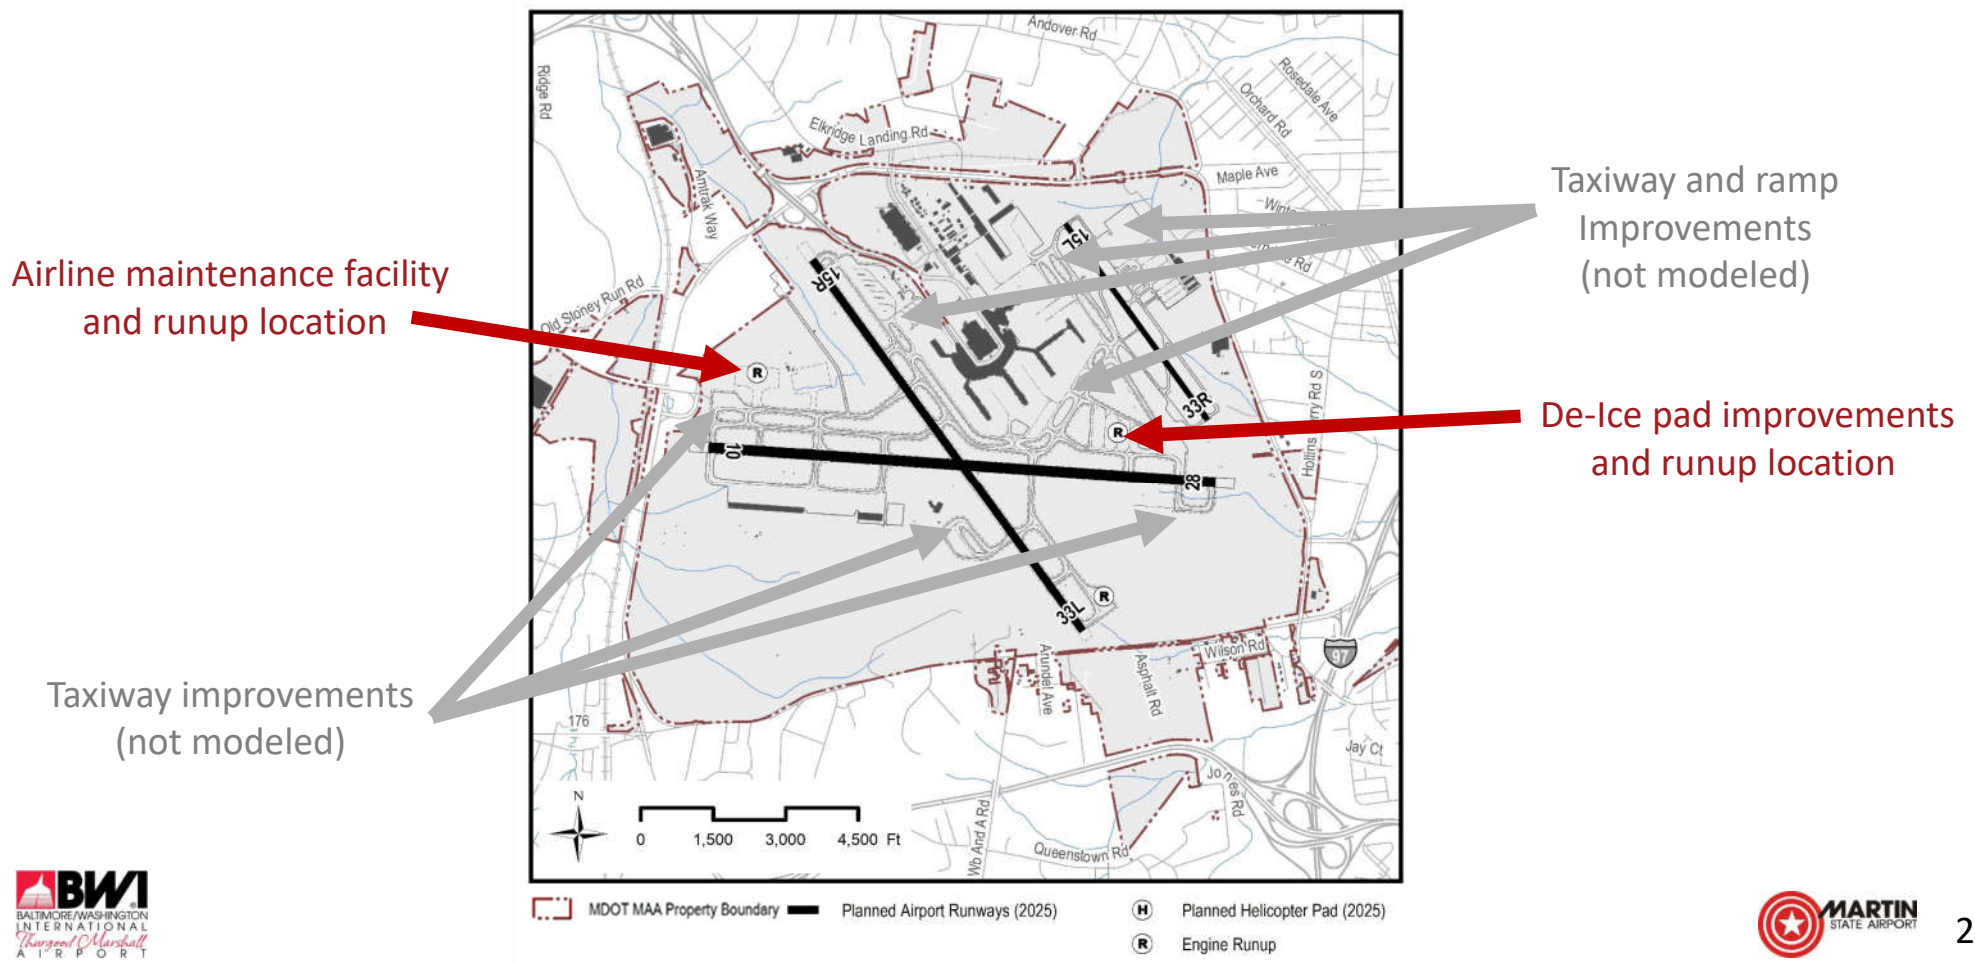 Andover Rd
Ridge Rd
Rosedale Ave
Orchard Rd
Elkridge Landing Rd
Amtrak Way
Maple Ave
Taxiway and ramp
Improvements
(not modeled)
Airline maintenance facility
and runup location
Old Stoney Run Rd
15R
15L
33R
R
R
De-Ice pad improvements
and runup location
10
28
33L
R
Taxiway improvements
(not modeled)
Arundel Ave
Asphalt Rd
Wilson Rd
97
176
Jay Ct
Jones Rd
Wb And A Rd
Queenstown Rd
N
0 1,500 3,000 4,500 Ft
MDOT MAA Property Boundary
Planned Airport Runways (2025)
H Planned Helicopter Pad (2025)
R Engine Runup
BWI
BALTIMORE/WASHINGTON
INTERNATIONAL
Thurgood Marshall
AIRPORT
MARTIN
STATE AIRPORT
2